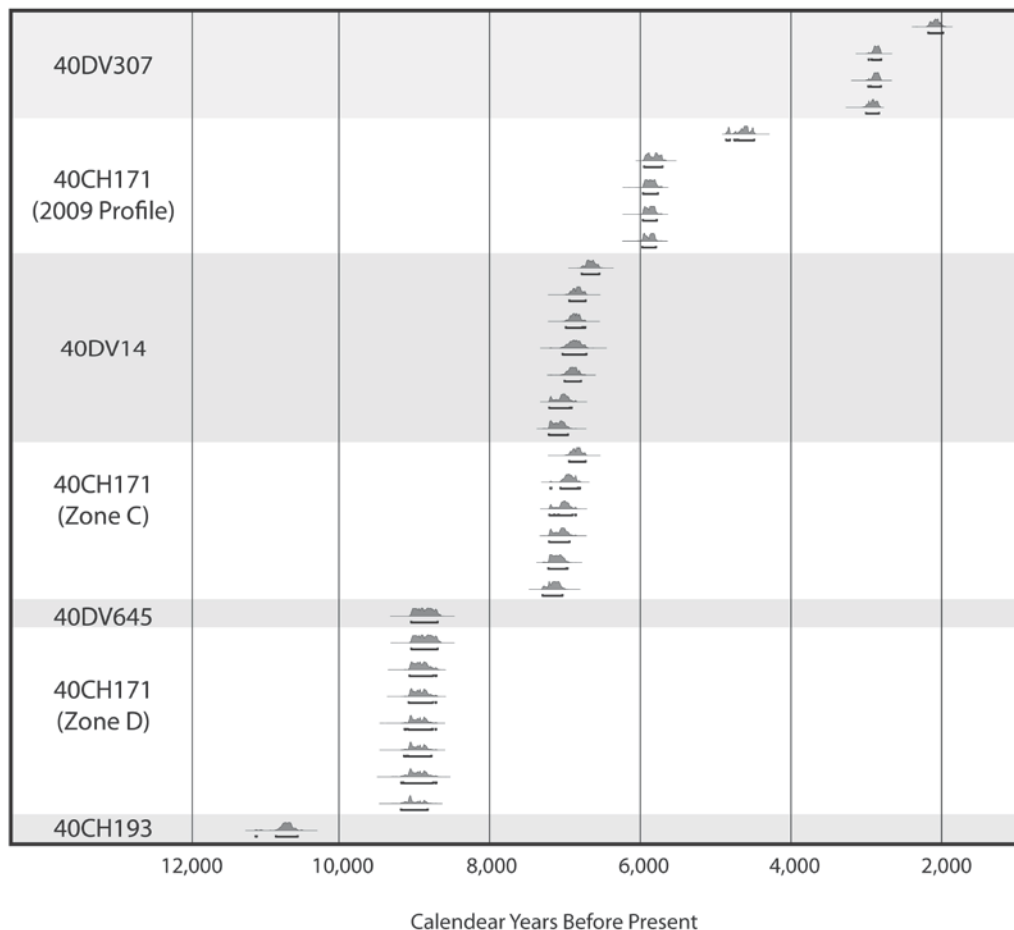 40DV307
40CH171
(2009 Profile)
40DV14
40CH171
(Zone C)
40DV645
40CH171
(Zone D)
40CH193
12,000 10,000 8,000 6,000 4,000 2,000
Calendear Years Before Present